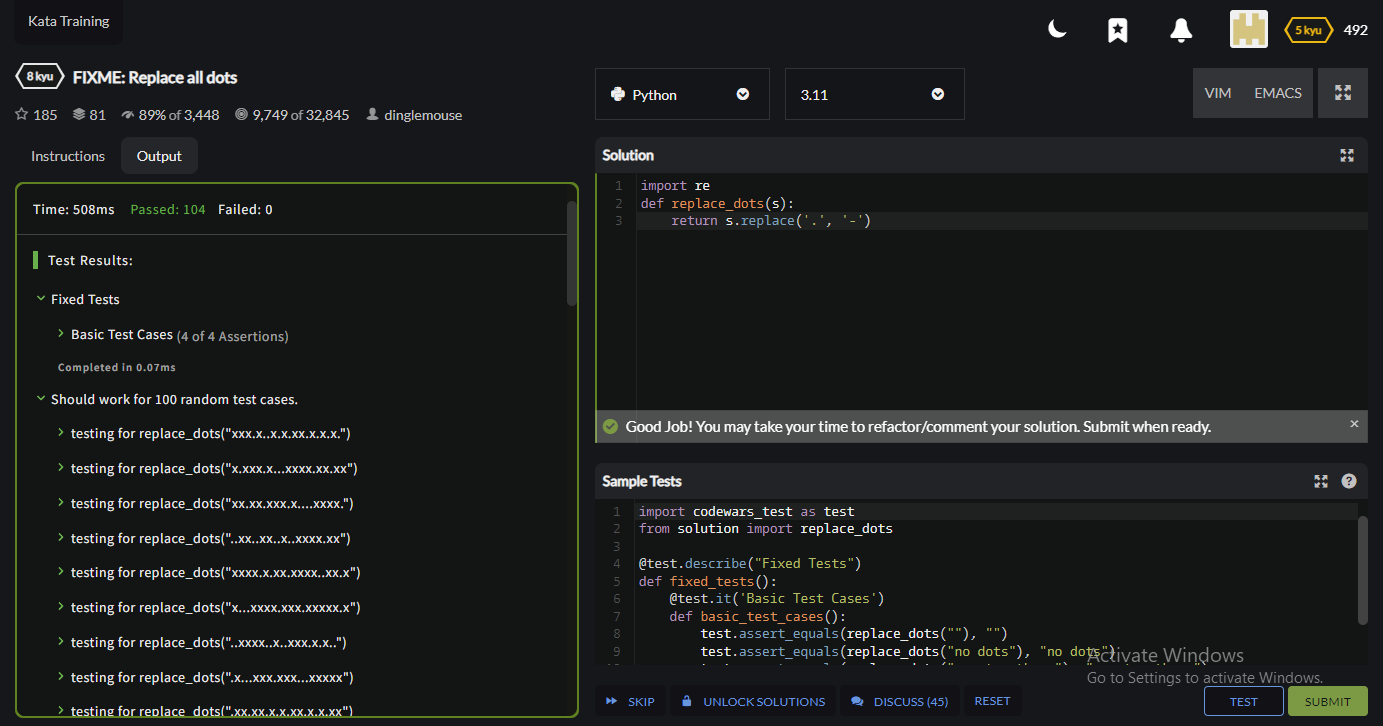 Kata Training
5 kyu 492
8 kyu FIXME: Replace all dots
185 81 89% of 3,448 9,749 of 32,845 dinglemouse
Instructions Output
Time: 508ms Passed: 104 Failed: 0
Test Results:
Fixed Tests
Basic Test Cases (4 of 4 Assertions)
Completed in 0.07ms
Should work for 100 random test cases.
testing for replace_dots("xxx.x..x.x.xx.x.x.x.")
testing for replace_dots("x.xxx.x...xxxx.xx.xx")
testing for replace_dots("xx.xx.xxx.x....xxxx.")
testing for replace_dots("..xx..xx..x..xxxx.xx")
testing for replace_dots("xxxx.x.xx.xxxx..xx.x")
testing for replace_dots("x...xxxx.xxx.xxxxx.x")
testing for replace_dots("..xxxx..x..xxx.x.x..")
testing for replace_dots(".x...xxx.xxx...xxxxx")
testing for replace_dots(".xx.xx.x.x.xx.x.x.xx")
Python 3.11 VIM EMACS
Solution
1 import re
2 def replace_dots(s):
3 return s.replace('.', '-')
Good Job! You may take your time to refactor/comment your solution. Submit when ready.
Sample Tests
1 import codewars_test as test
2 from solution import replace_dots
3
4 @test.describe("Fixed Tests")
5 def fixed_tests():
6 @test.it('Basic Test Cases')
7 def basic_test_cases():
8 test.assert_equals(replace_dots(""), "")
9 test.assert_equals(replace_dots("no dots"), "no dots")
Activate Windows
Go to Settings to activate Windows.
SKIP UNLOCK SOLUTIONS DISCUSS (45) RESET TEST SUBMIT